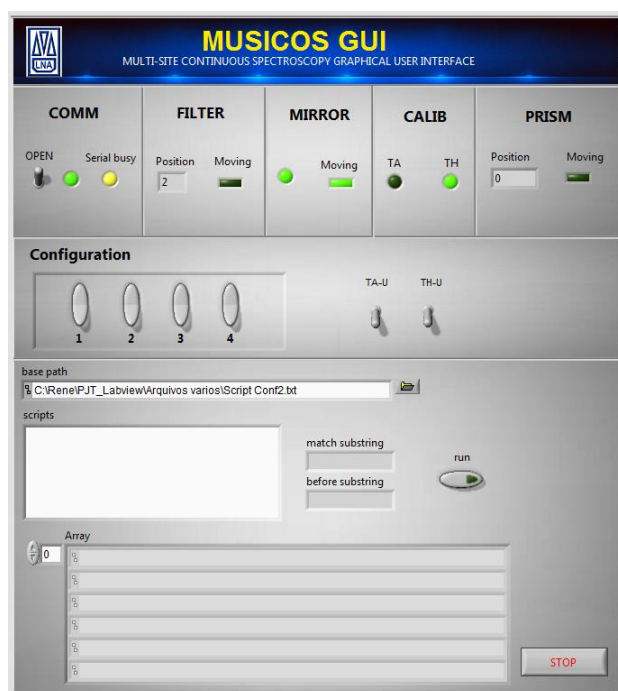 LNA
MUSICOS GUI
MULTI-SITE CONTINUOUS SPECTROSCOPY GRAPHICAL USER INTERFACE
COMM
FILTER
MIRROR
CALIB
PRISM
OPEN Serial busy
Position Moving
Moving
TA TH
Position Moving
2
0
Configuration
TA-U TH-U
1 2 3 4
base path
C:\Rene\PJT_Labview\Arquivos varios\Script Conf2.txt
scripts
match substring
run
before substring
Array
0
STOP